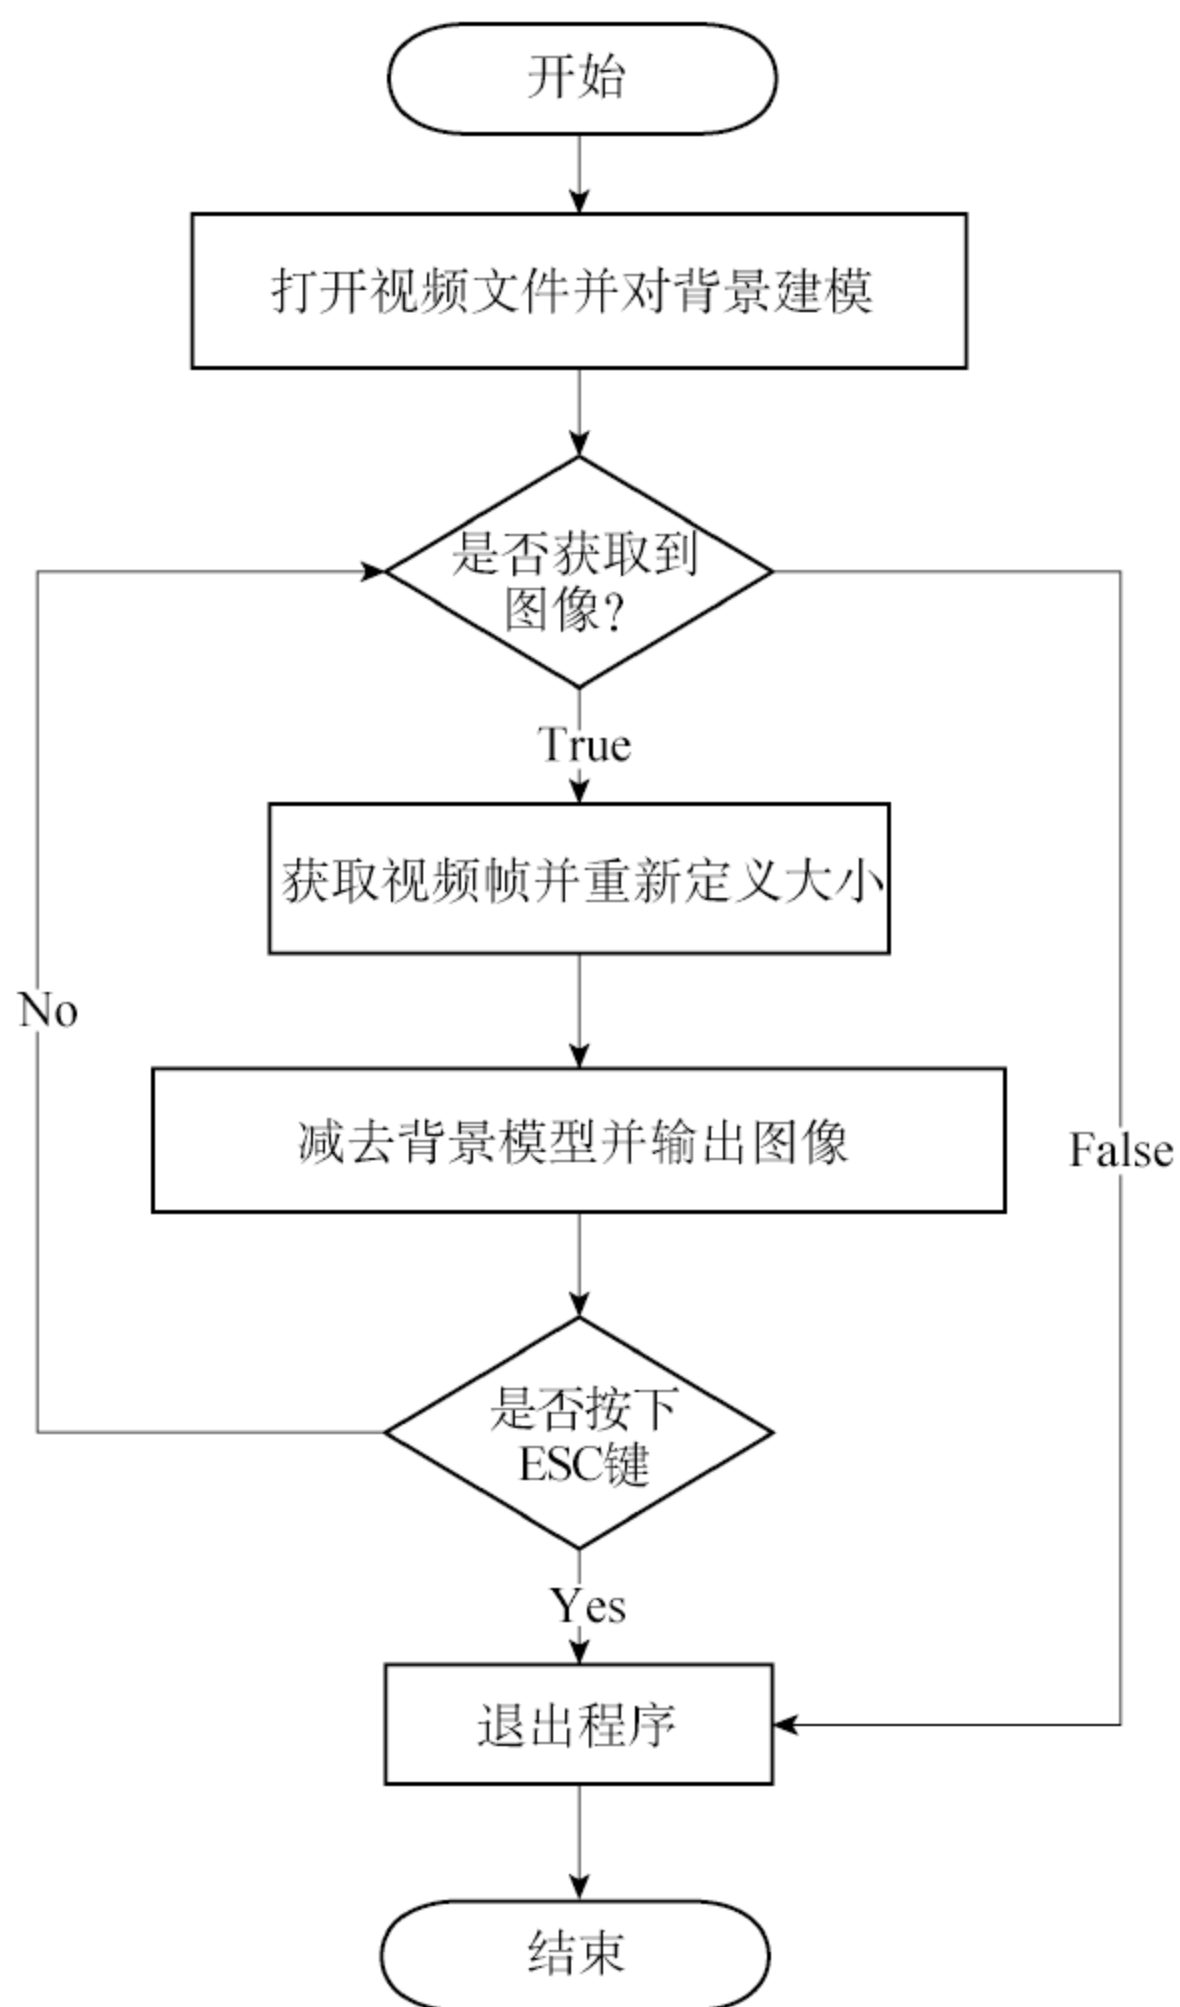 开始
打开视频文件并对背景建模
是否获取到
图像?
True
获取视频帧并重新定义大小
No
减去背景模型并输出图像
False
是否按下
ESC键
Yes
退出程序
结束